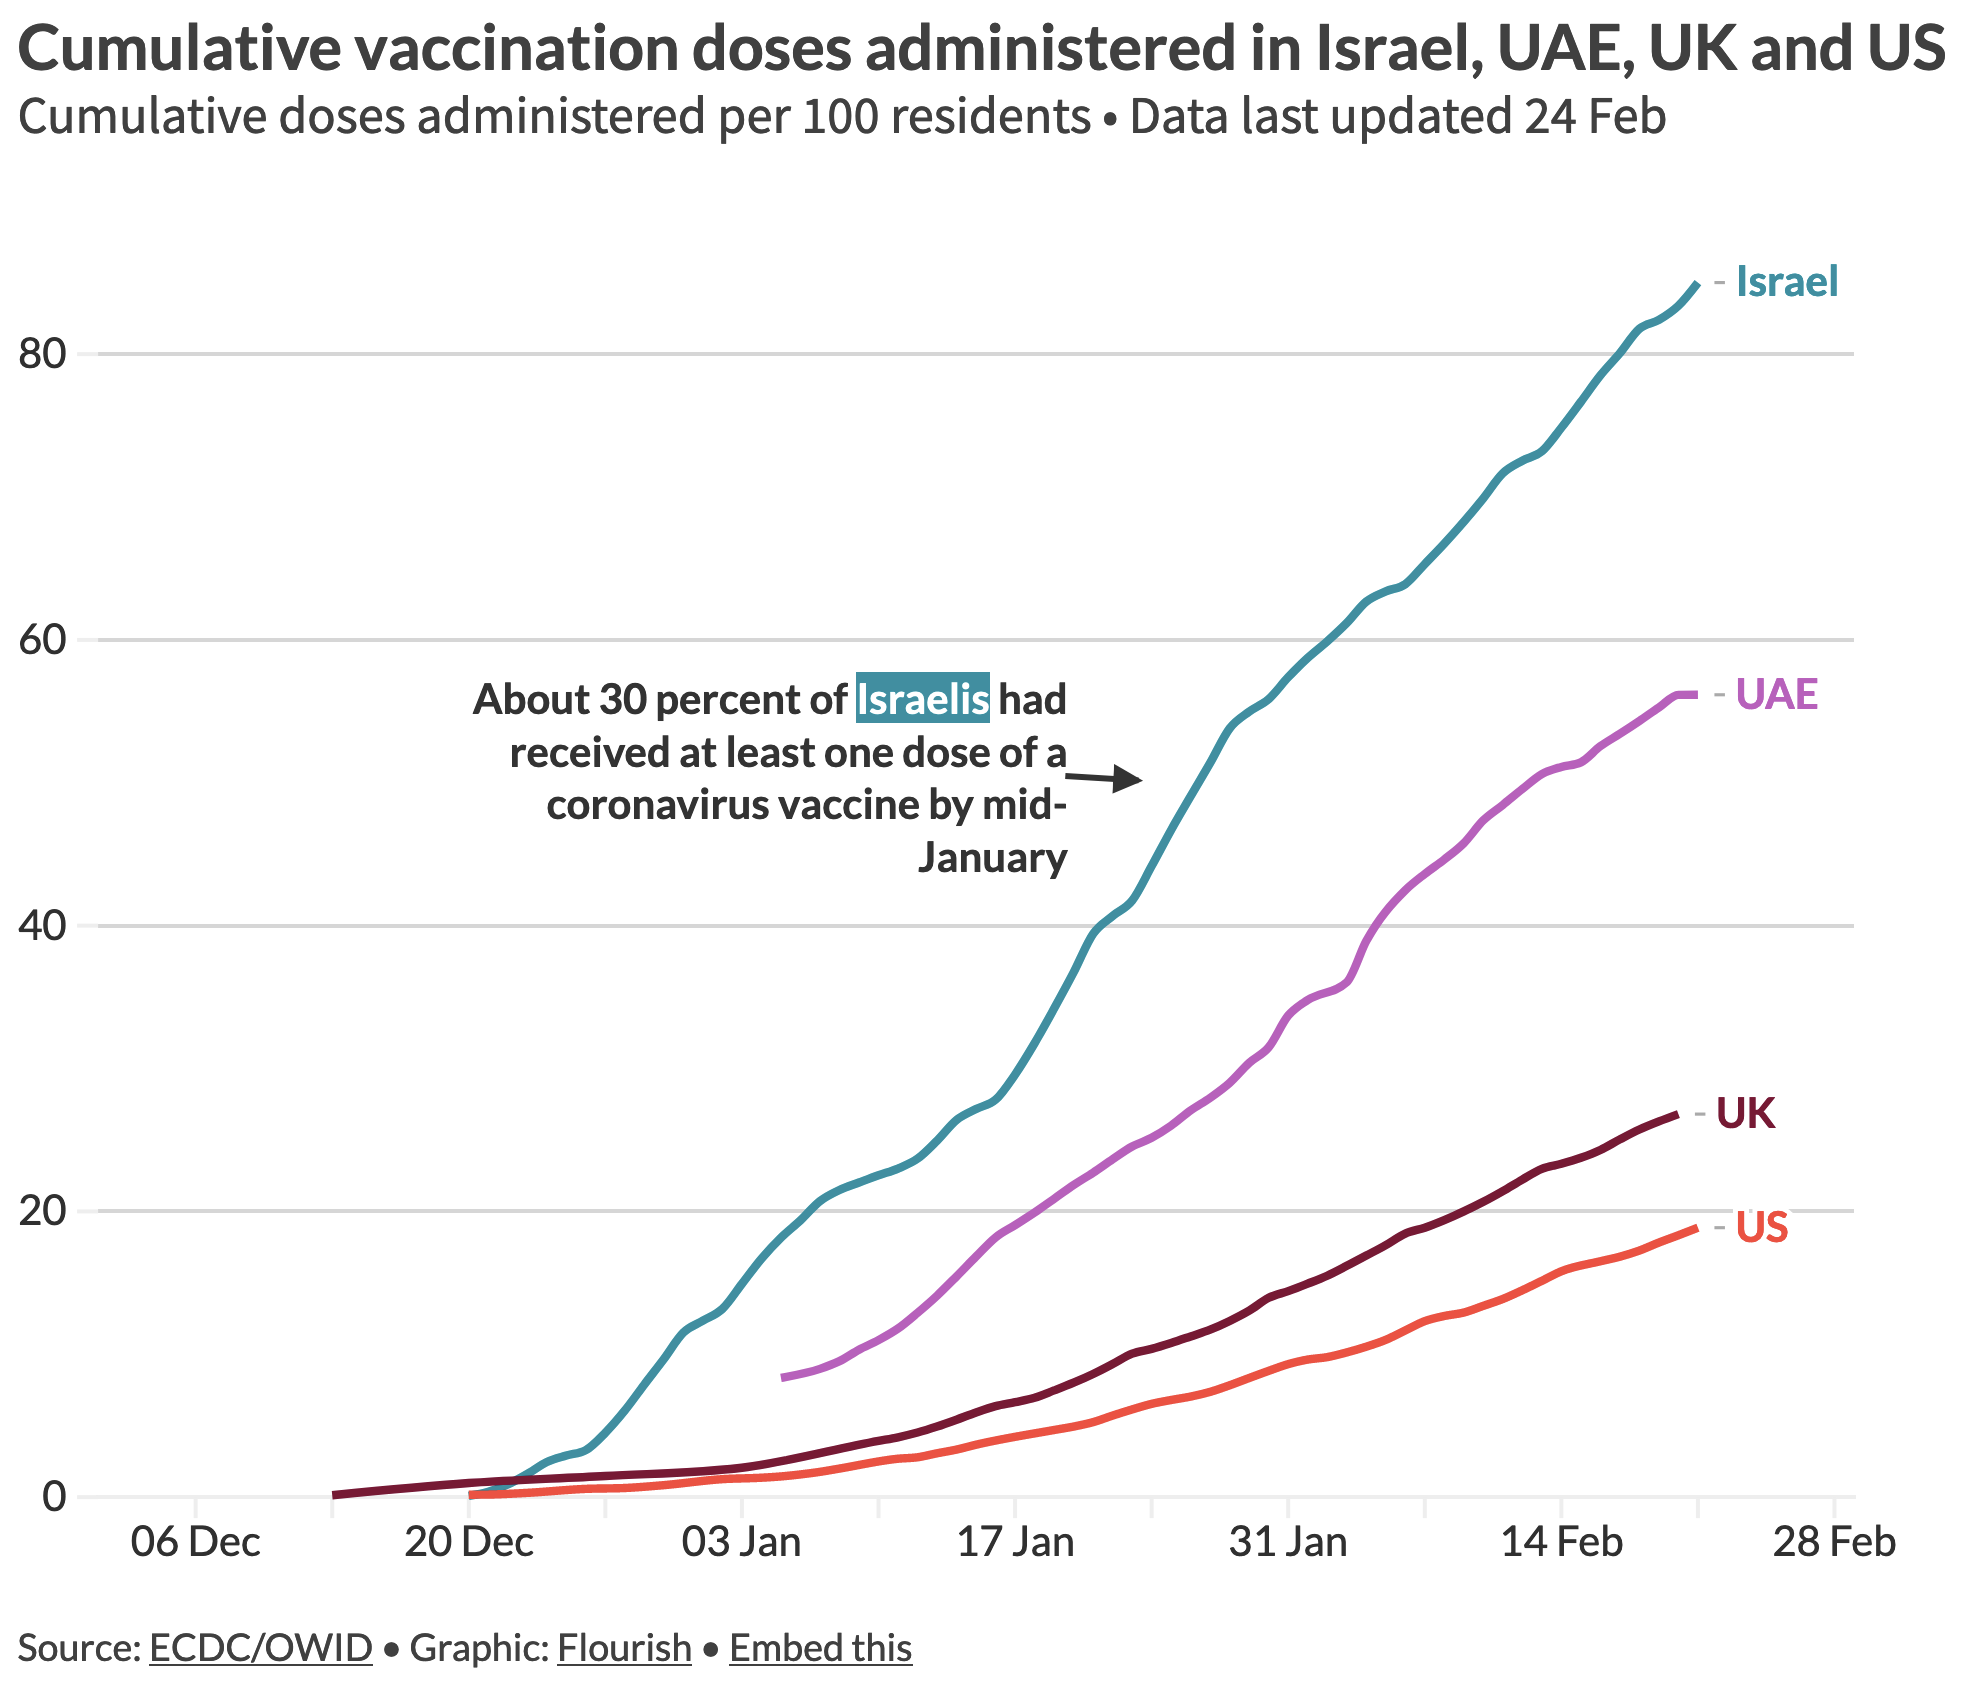 Cumulative vaccination doses administered in Israel, UAE, UK and US
Cumulative doses administered per 100 residents • Data last updated 24 Feb
Israel
80
60
About 30 percent of Israelis had
received at least one dose of a
coronavirus vaccine by mid-
January
UAE
40
UK
20
US
0
06 Dec 20 Dec 03 Jan 17 Jan 31 Jan 14 Feb 28 Feb
Source: ECDC/OWID • Graphic: Flourish • Embed this